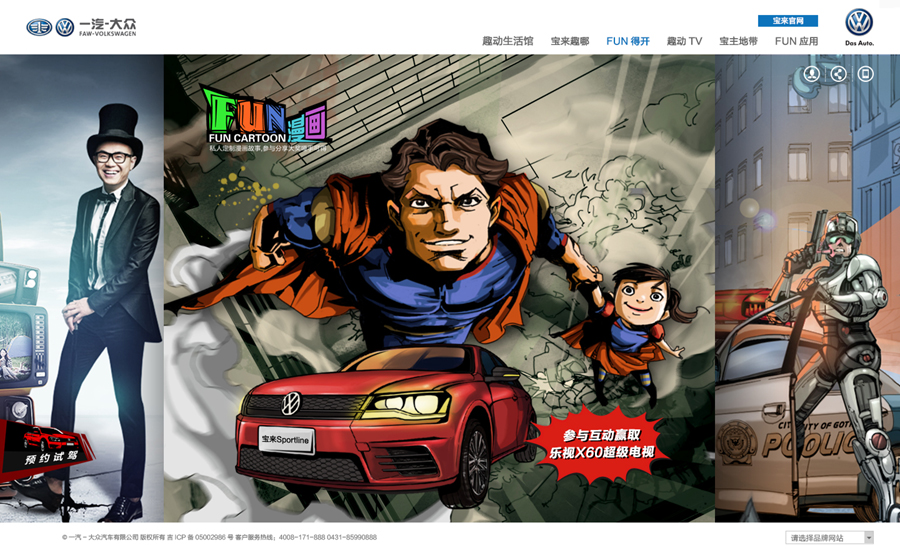 一汽-大众
FAW-VOLKSWAGEN
宝来官网
Das Auto.
趣动生活馆
宝来趣哪
FUN 得开
趣动 TV
宝主地带
FUN 应用
FUN漫画
FUN CARTOON
私人定制漫画故事,参与分享大奖
宝来Sportline
参与互动赢取
乐视X60超级电视
预约试驾
CITY OF GOTH
POLIC
© 一汽 – 大众汽车有限公司 版权所有 吉 ICP 备 05002986 号 客户服务热线：4008-171-888 0431-85990888
请选择品牌网站